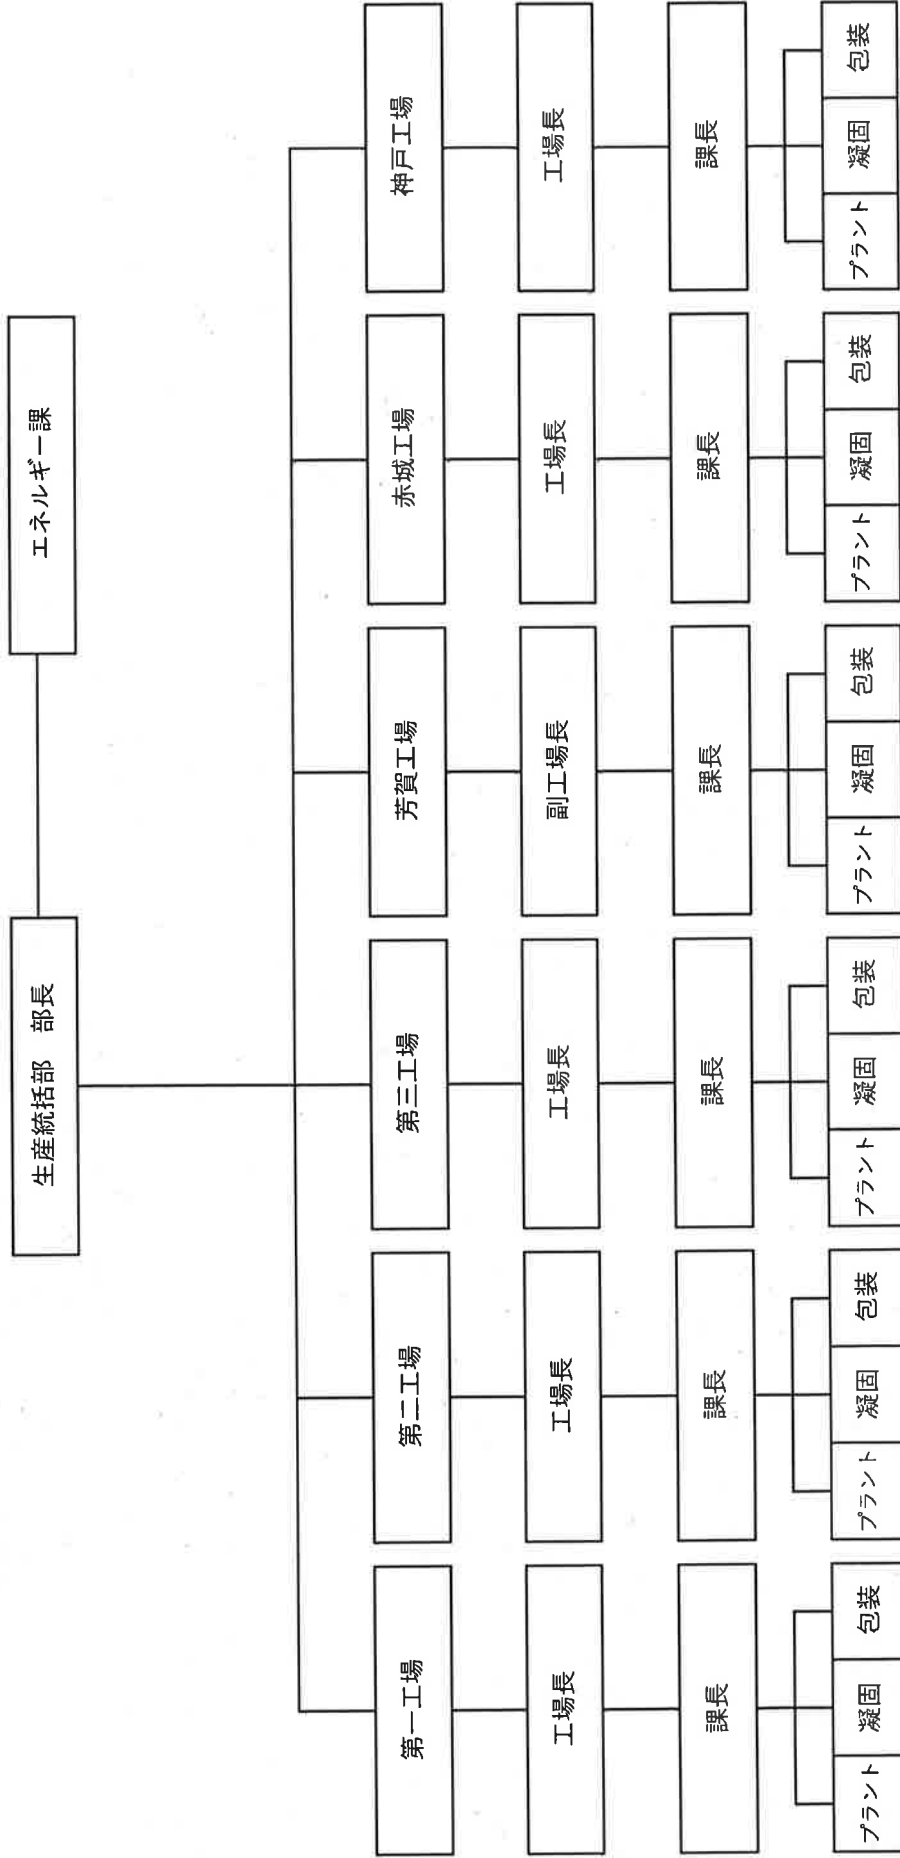 生産統括部　部長
エネルギー課
第一工場
第二工場
第三工場
芳賀工場
赤城工場
神戸工場
工場長
工場長
工場長
副工場長
工場長
工場長
課長
課長
課長
課長
課長
課長
プラント
凝固
包装
プラント
凝固
包装
プラント
凝固
包装
プラント
凝固
包装
プラント
凝固
包装
プラント
凝固
包装